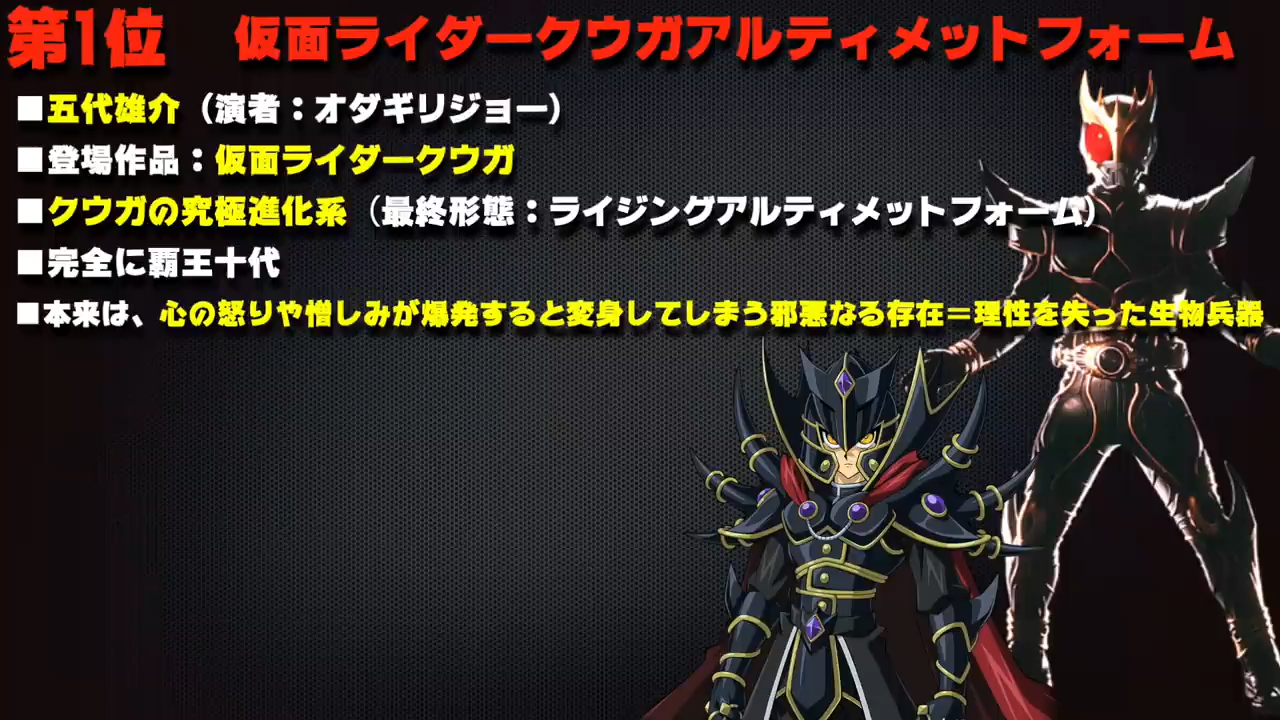 第1位 仮面ライダークウガアルティメットフォーム
■五代雄介（演者：オダギリジョー）
■登場作品：仮面ライダークウガ
■クウガの究極進化系（最終形態：ライジングアルティメットフォーム）
■完全に覇王十代
■本来は、心の怒りや憎しみが爆発すると変身してしまう邪悪なる存在＝理性を失った生物兵器